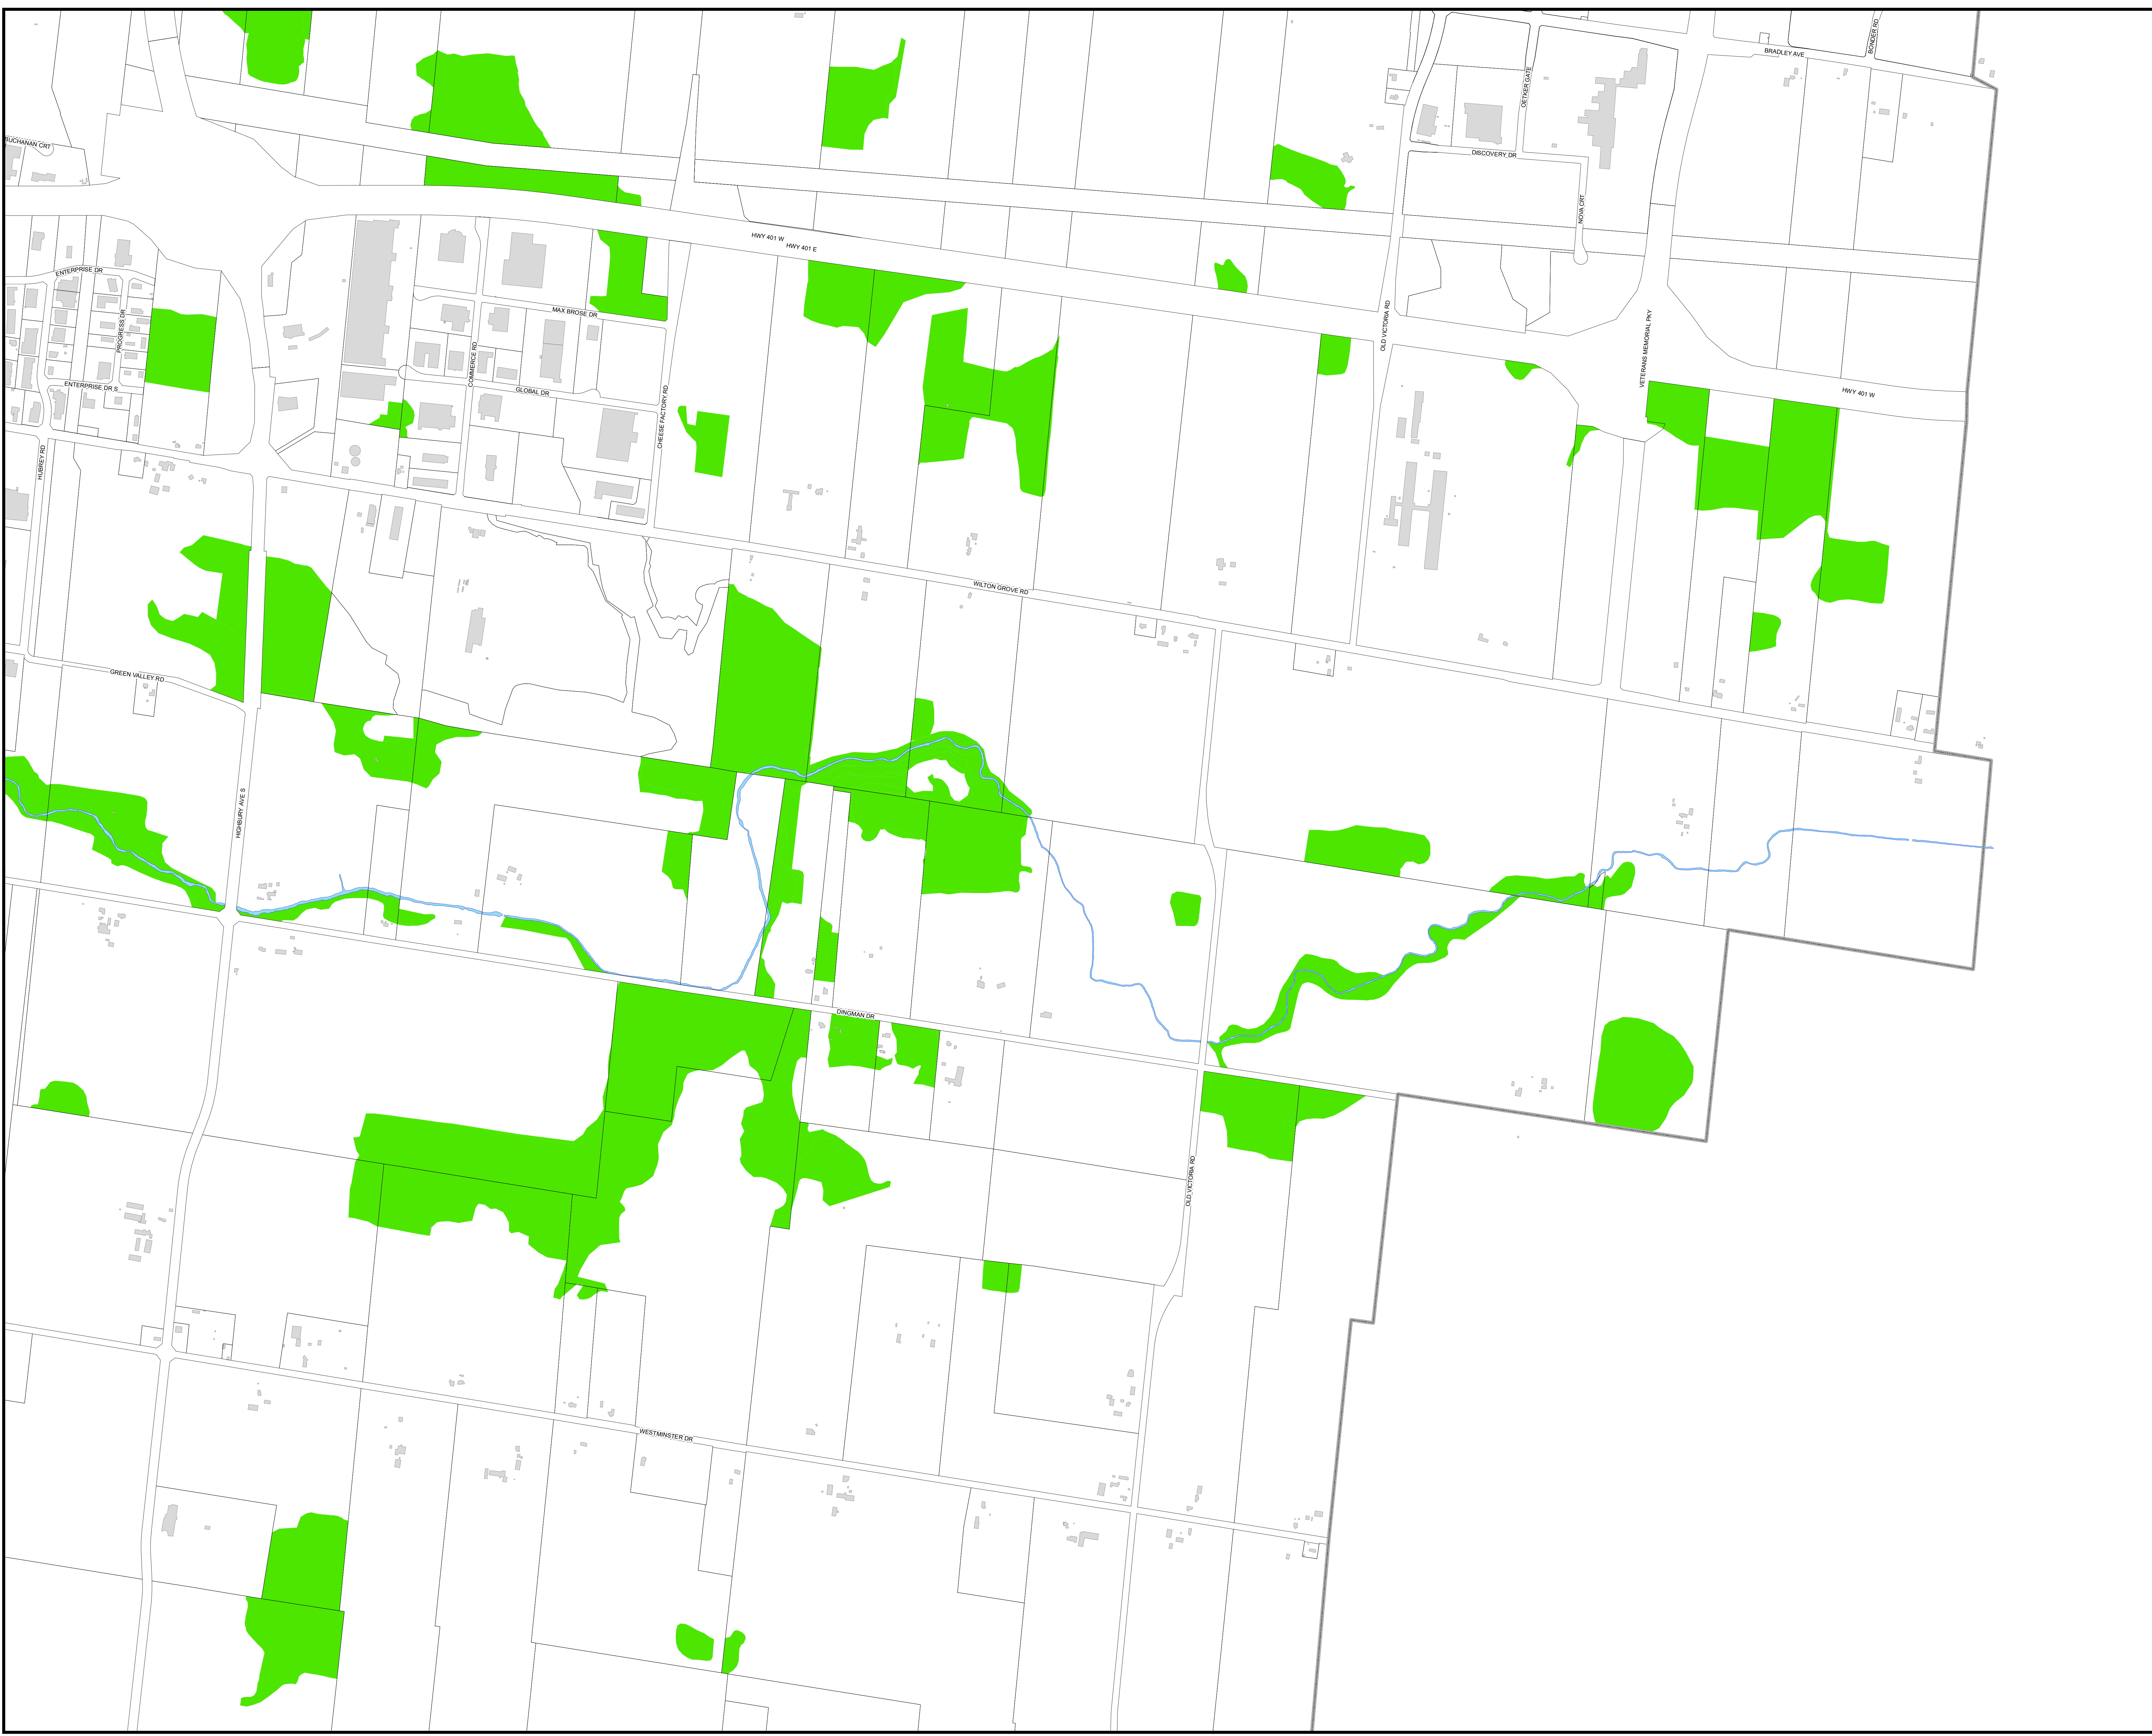 BONDER RD
BRADLEY AVE
OETKER GATE
BUCHANAN CRT
DISCOVERY DR
NOVA CRT
HWY 401 W
HWY 401 E
ENTERPRISE DR
MAX BROSE DR
PROGRESS DR
OLD VICTORIA RD
VETERANS MEMORIAL PKY
COMMERCE RD
ENTERPRISE DR S
GLOBAL DR
HWY 401 W
CHEESE FACTORY RD
HUBREY RD
WILTON GROVE RD
GREEN VALLEY RD
HIGHBURY AVE S
DINGMAN DR
OLD VICTORIA RD
WESTMINSTER DR